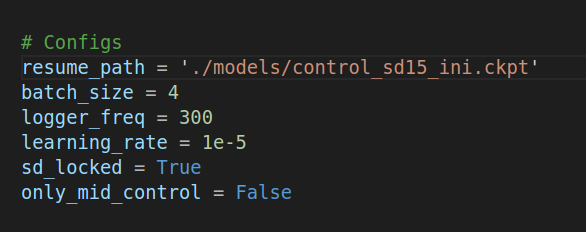 # Configs
resume_path = './models/control_sd15_ini.ckpt'
batch_size = 4
logger_freq = 300
learning_rate = 1e-5
sd_locked = True
only_mid_control = False